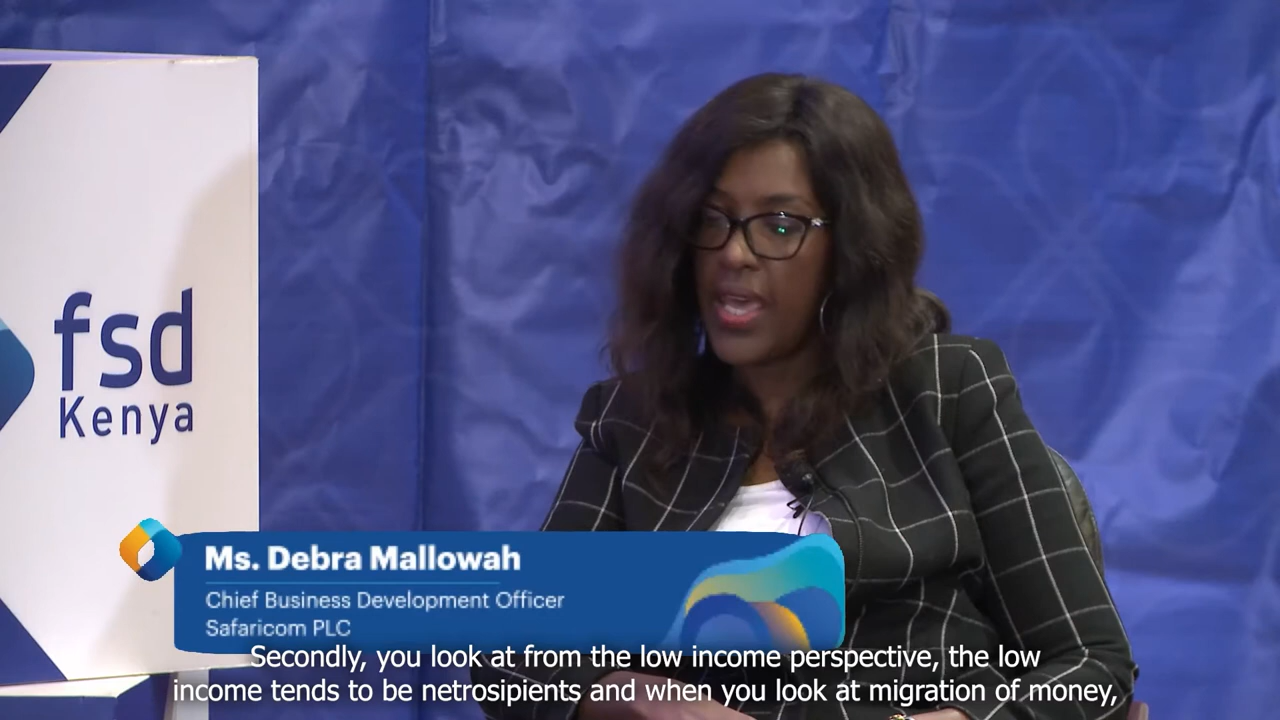 fsd
Kenya
Ms. Debra Mallowah
Chief Business Development Officer
Safaricom PLC
Secondly, you look at from the low income perspective, the low
income tends to be netrosipients and when you look at migration of money,